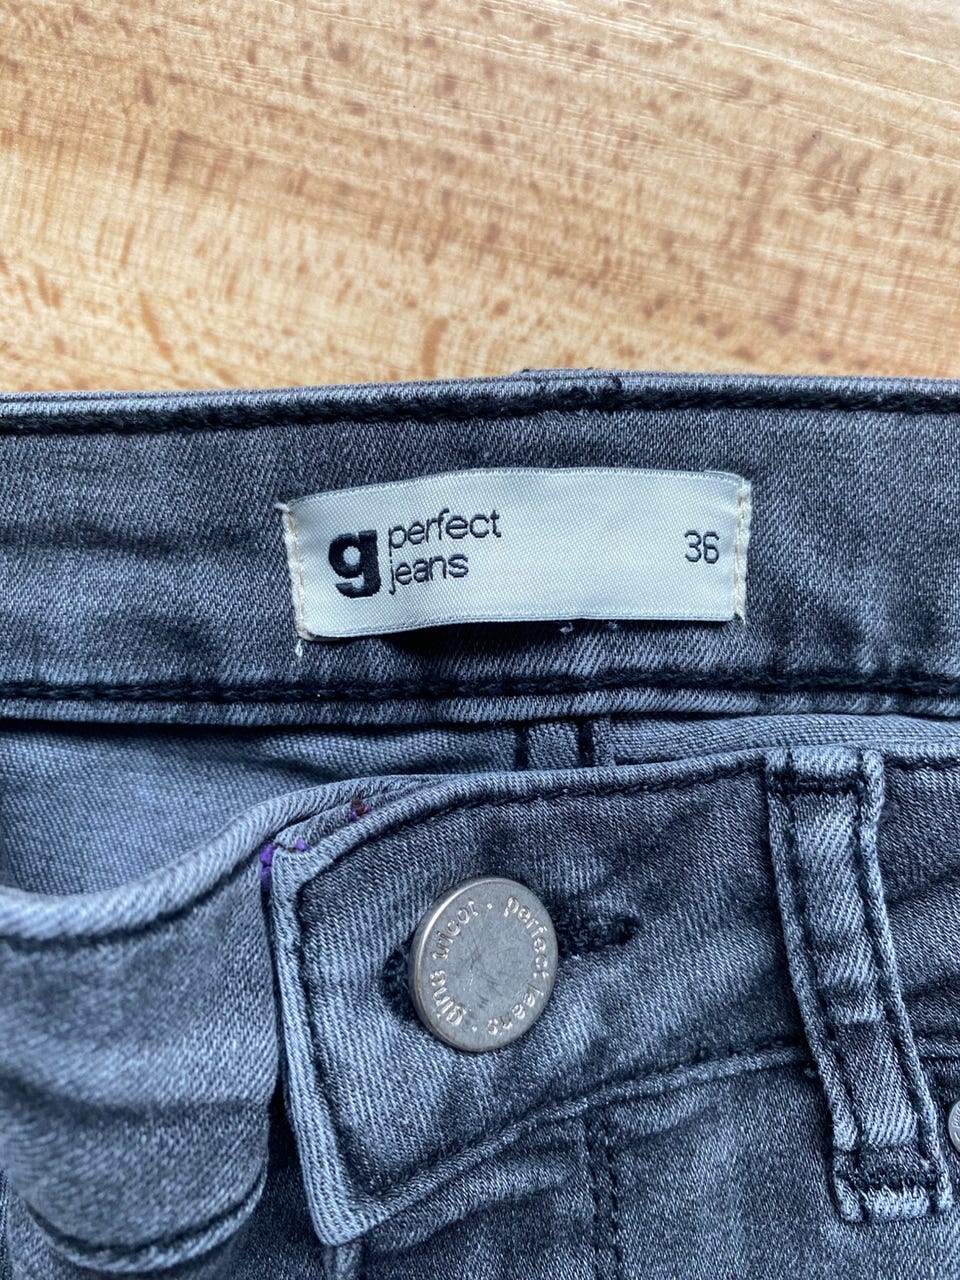 g perfect
jeans
36
gina tricot · perfect jeans ·